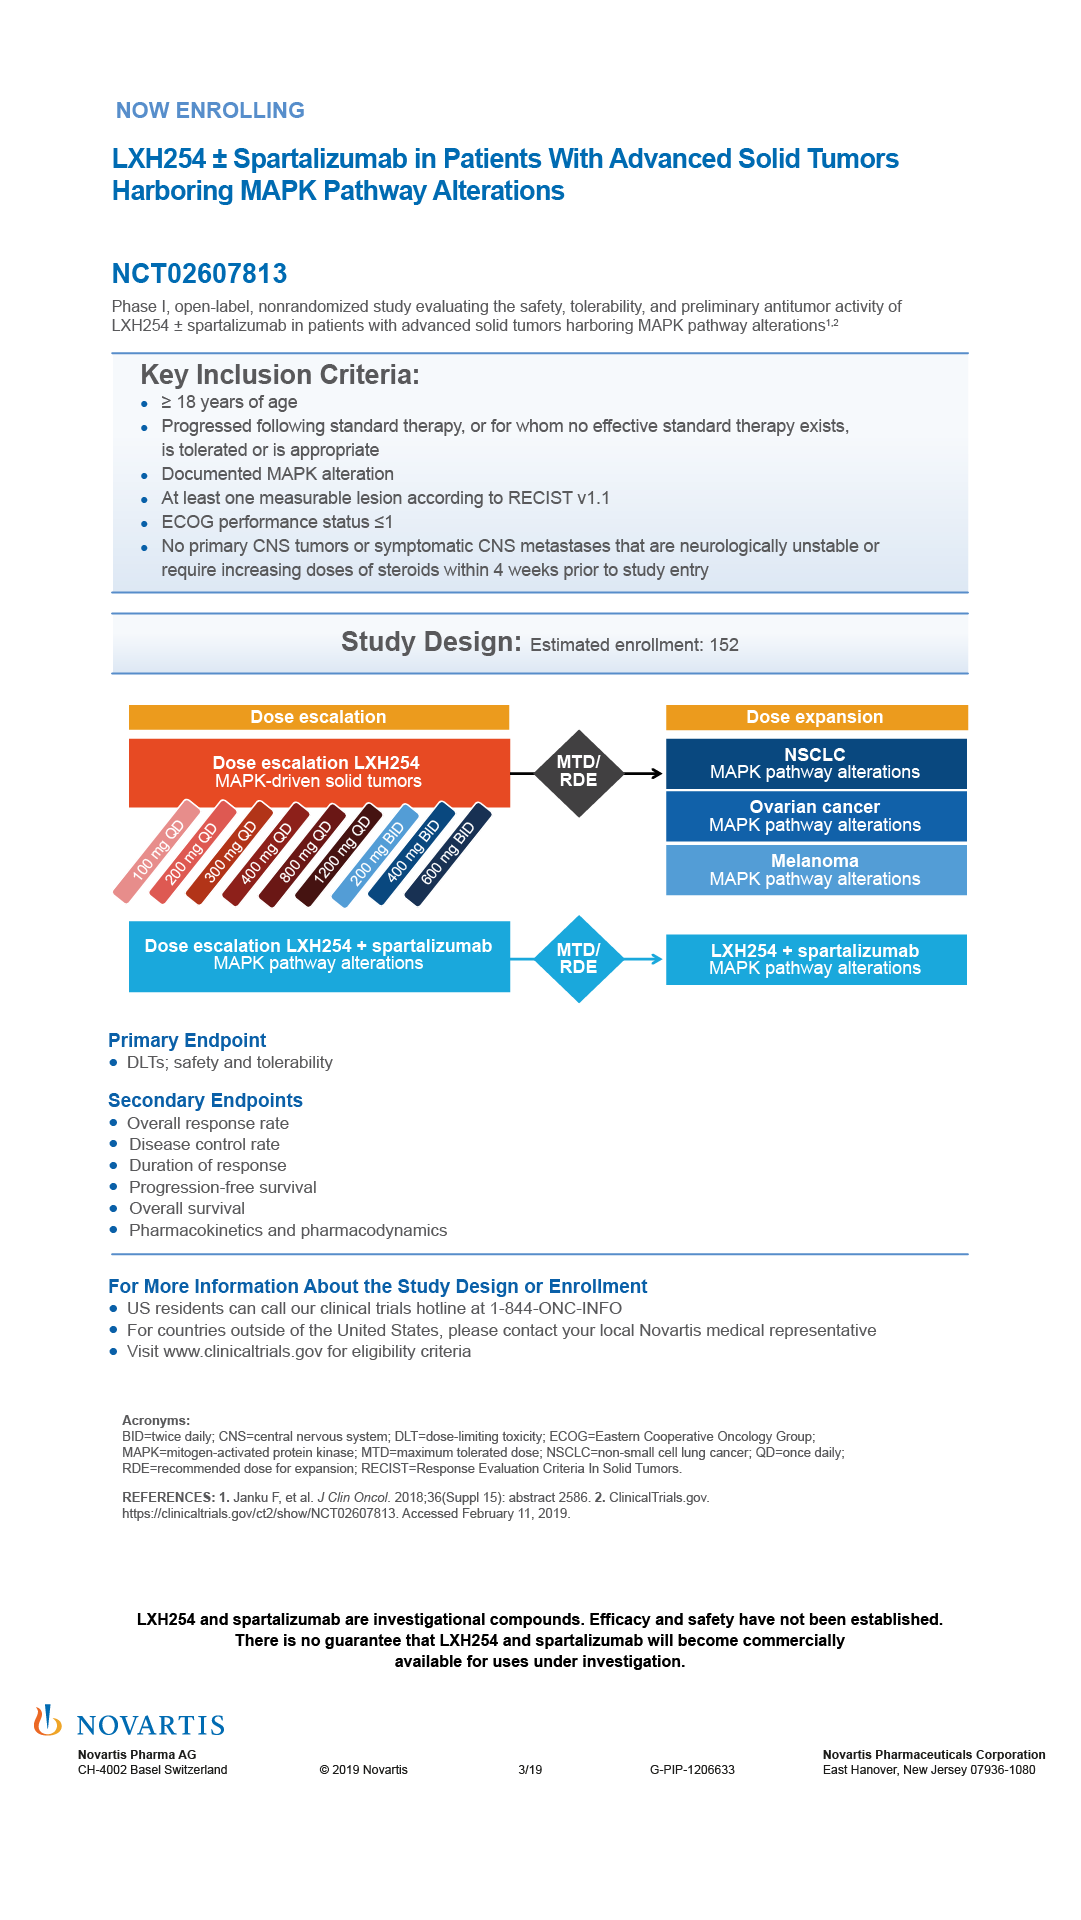 NOW ENROLLING
LXH254 ± Spartalizumab in Patients With Advanced Solid Tumors
Harboring MAPK Pathway Alterations
NCT02607813
Phase I, open-label, nonrandomized study evaluating the safety, tolerability, and preliminary antitumor activity of
LXH254 ± spartalizumab in patients with advanced solid tumors harboring MAPK pathway alterations¹,²
Key Inclusion Criteria:
• ≥ 18 years of age
• Progressed following standard therapy, or for whom no effective standard therapy exists,
is tolerated or is appropriate
• Documented MAPK alteration
• At least one measurable lesion according to RECIST v1.1
• ECOG performance status ≤1
• No primary CNS tumors or symptomatic CNS metastases that are neurologically unstable or
require increasing doses of steroids within 4 weeks prior to study entry
Study Design: Estimated enrollment: 152
Dose escalation
Dose escalation LXH254
MAPK-driven solid tumors
100 mg QD
200 mg QD
300 mg QD
400 mg QD
800 mg QD
1200 mg QD
200 mg BID
400 mg BID
600 mg BID
MTD/
RDE
Dose expansion
NSCLC
MAPK pathway alterations
Ovarian cancer
MAPK pathway alterations
Melanoma
MAPK pathway alterations
Dose escalation LXH254 + spartalizumab
MAPK pathway alterations
MTD/
RDE
LXH254 + spartalizumab
MAPK pathway alterations
Primary Endpoint
• DLTs; safety and tolerability
Secondary Endpoints
• Overall response rate
• Disease control rate
• Duration of response
• Progression-free survival
• Overall survival
• Pharmacokinetics and pharmacodynamics
For More Information About the Study Design or Enrollment
• US residents can call our clinical trials hotline at 1-844-ONC-INFO
• For countries outside of the United States, please contact your local Novartis medical representative
• Visit www.clinicaltrials.gov for eligibility criteria
Acronyms:
BID=twice daily; CNS=central nervous system; DLT=dose-limiting toxicity; ECOG=Eastern Cooperative Oncology Group;
MAPK=mitogen-activated protein kinase; MTD=maximum tolerated dose; NSCLC=non-small cell lung cancer; QD=once daily;
RDE=recommended dose for expansion; RECIST=Response Evaluation Criteria In Solid Tumors.
REFERENCES: 1. Janku F, et al. J Clin Oncol. 2018;36(Suppl 15): abstract 2586. 2. ClinicalTrials.gov.
https://clinicaltrials.gov/ct2/show/NCT02607813. Accessed February 11, 2019.
LXH254 and spartalizumab are investigational compounds. Efficacy and safety have not been established.
There is no guarantee that LXH254 and spartalizumab will become commercially
available for uses under investigation.
NOVARTIS
Novartis Pharma AG
CH-4002 Basel Switzerland
© 2019 Novartis
3/19
G-PIP-1206633
Novartis Pharmaceuticals Corporation
East Hanover, New Jersey 07936-1080